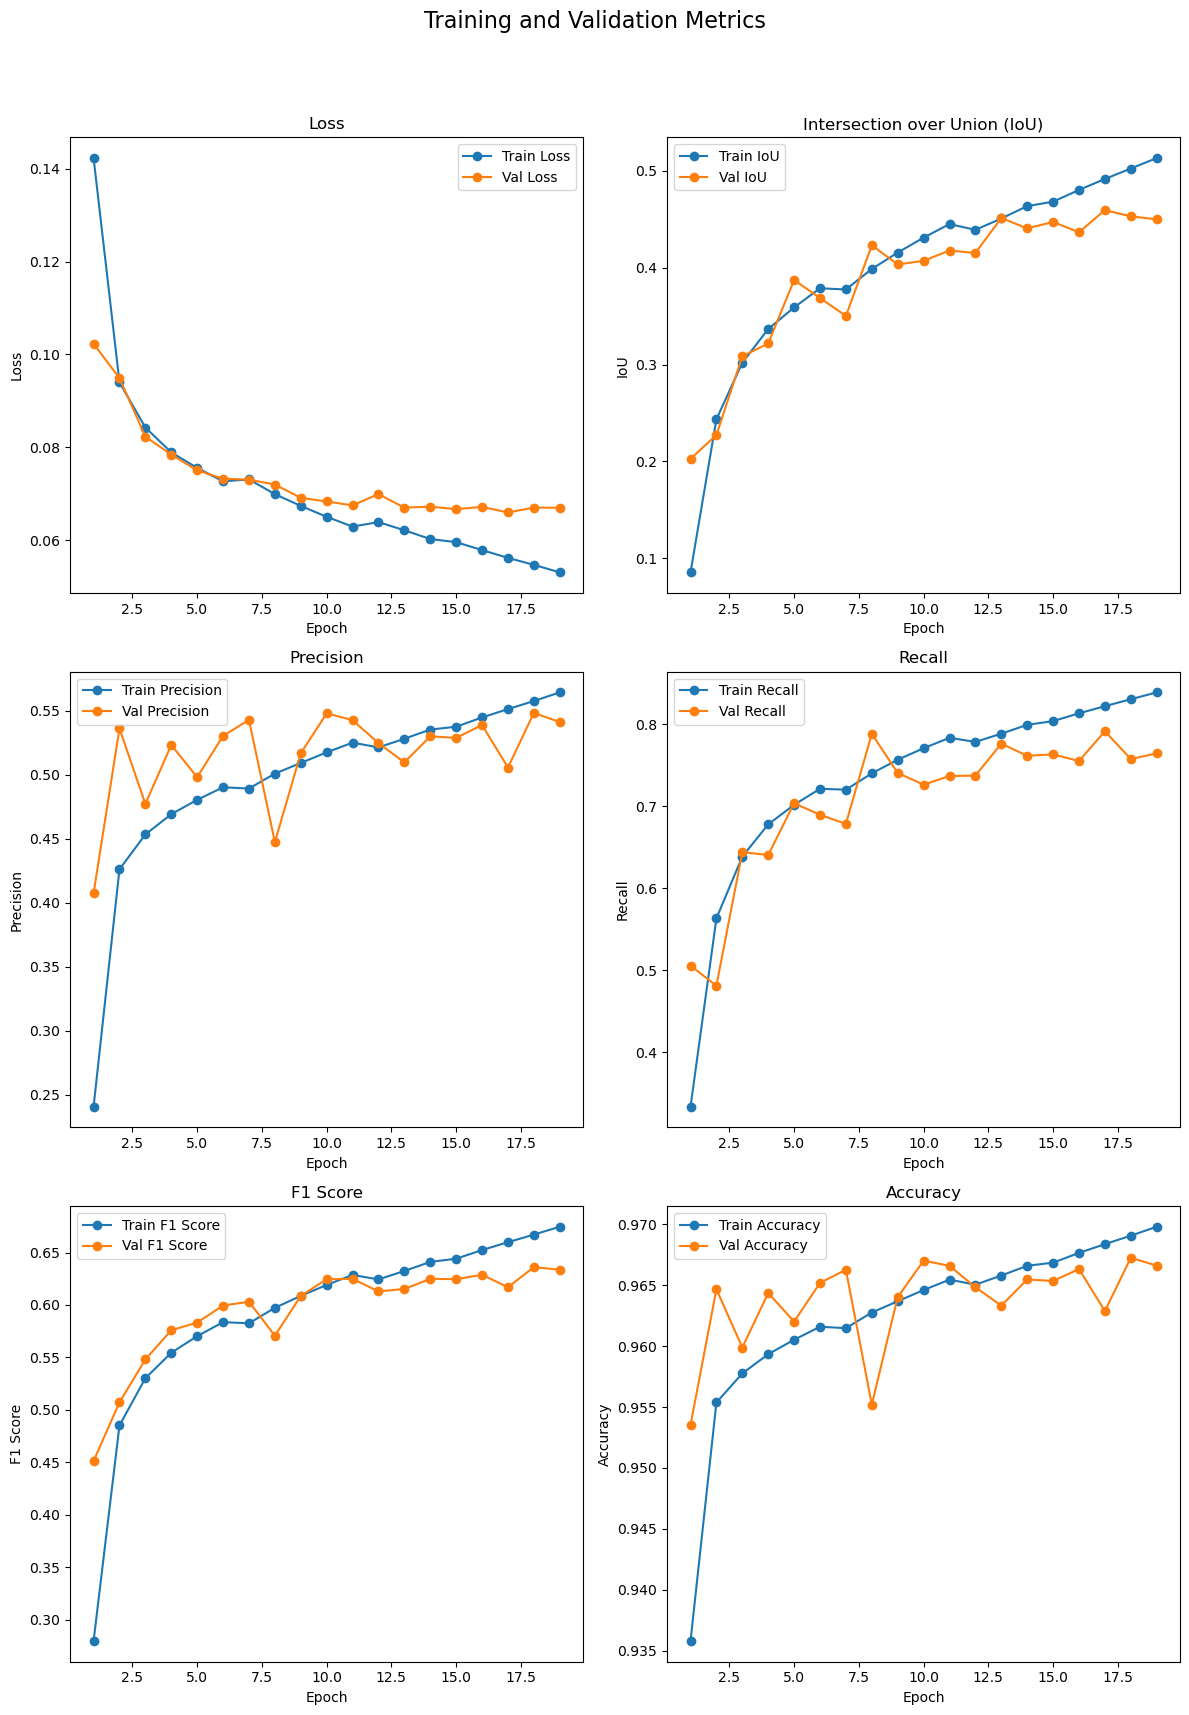 Training and Validation Metrics
Loss
Train Loss
Val Loss
0.14
0.12
0.10
0.08
0.06
Loss
2.5 5.0 7.5 10.0 12.5 15.0 17.5
Epoch
Intersection over Union (IoU)
Train IoU
Val IoU
0.5
0.4
0.3
0.2
0.1
IoU
2.5 5.0 7.5 10.0 12.5 15.0 17.5
Epoch
Precision
Train Precision
Val Precision
0.55
0.50
0.45
0.40
0.35
0.30
0.25
Precision
2.5 5.0 7.5 10.0 12.5 15.0 17.5
Epoch
Recall
Train Recall
Val Recall
0.8
0.7
0.6
0.5
0.4
Recall
2.5 5.0 7.5 10.0 12.5 15.0 17.5
Epoch
F1 Score
Train F1 Score
Val F1 Score
0.65
0.60
0.55
0.50
0.45
0.40
0.35
0.30
F1 Score
2.5 5.0 7.5 10.0 12.5 15.0 17.5
Epoch
Accuracy
Train Accuracy
Val Accuracy
0.970
0.965
0.960
0.955
0.950
0.945
0.940
0.935
Accuracy
2.5 5.0 7.5 10.0 12.5 15.0 17.5
Epoch